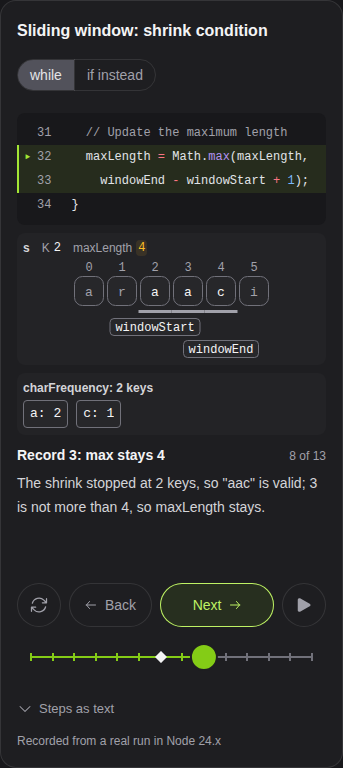 Sliding window: shrink condition
while if instead
31 // Update the maximum length
▸ 32 maxLength = Math.max(maxLength,
33 windowEnd - windowStart + 1);
34 }
s K 2 maxLength 4
0 1 2 3 4 5
a r a a c i
windowStart
windowEnd
charFrequency: 2 keys
a: 2 c: 1
Record 3: max stays 4 8 of 13
The shrink stopped at 2 keys, so "aac" is valid; 3
is not more than 4, so maxLength stays.
← Back Next →
Steps as text
Recorded from a real run in Node 24.x